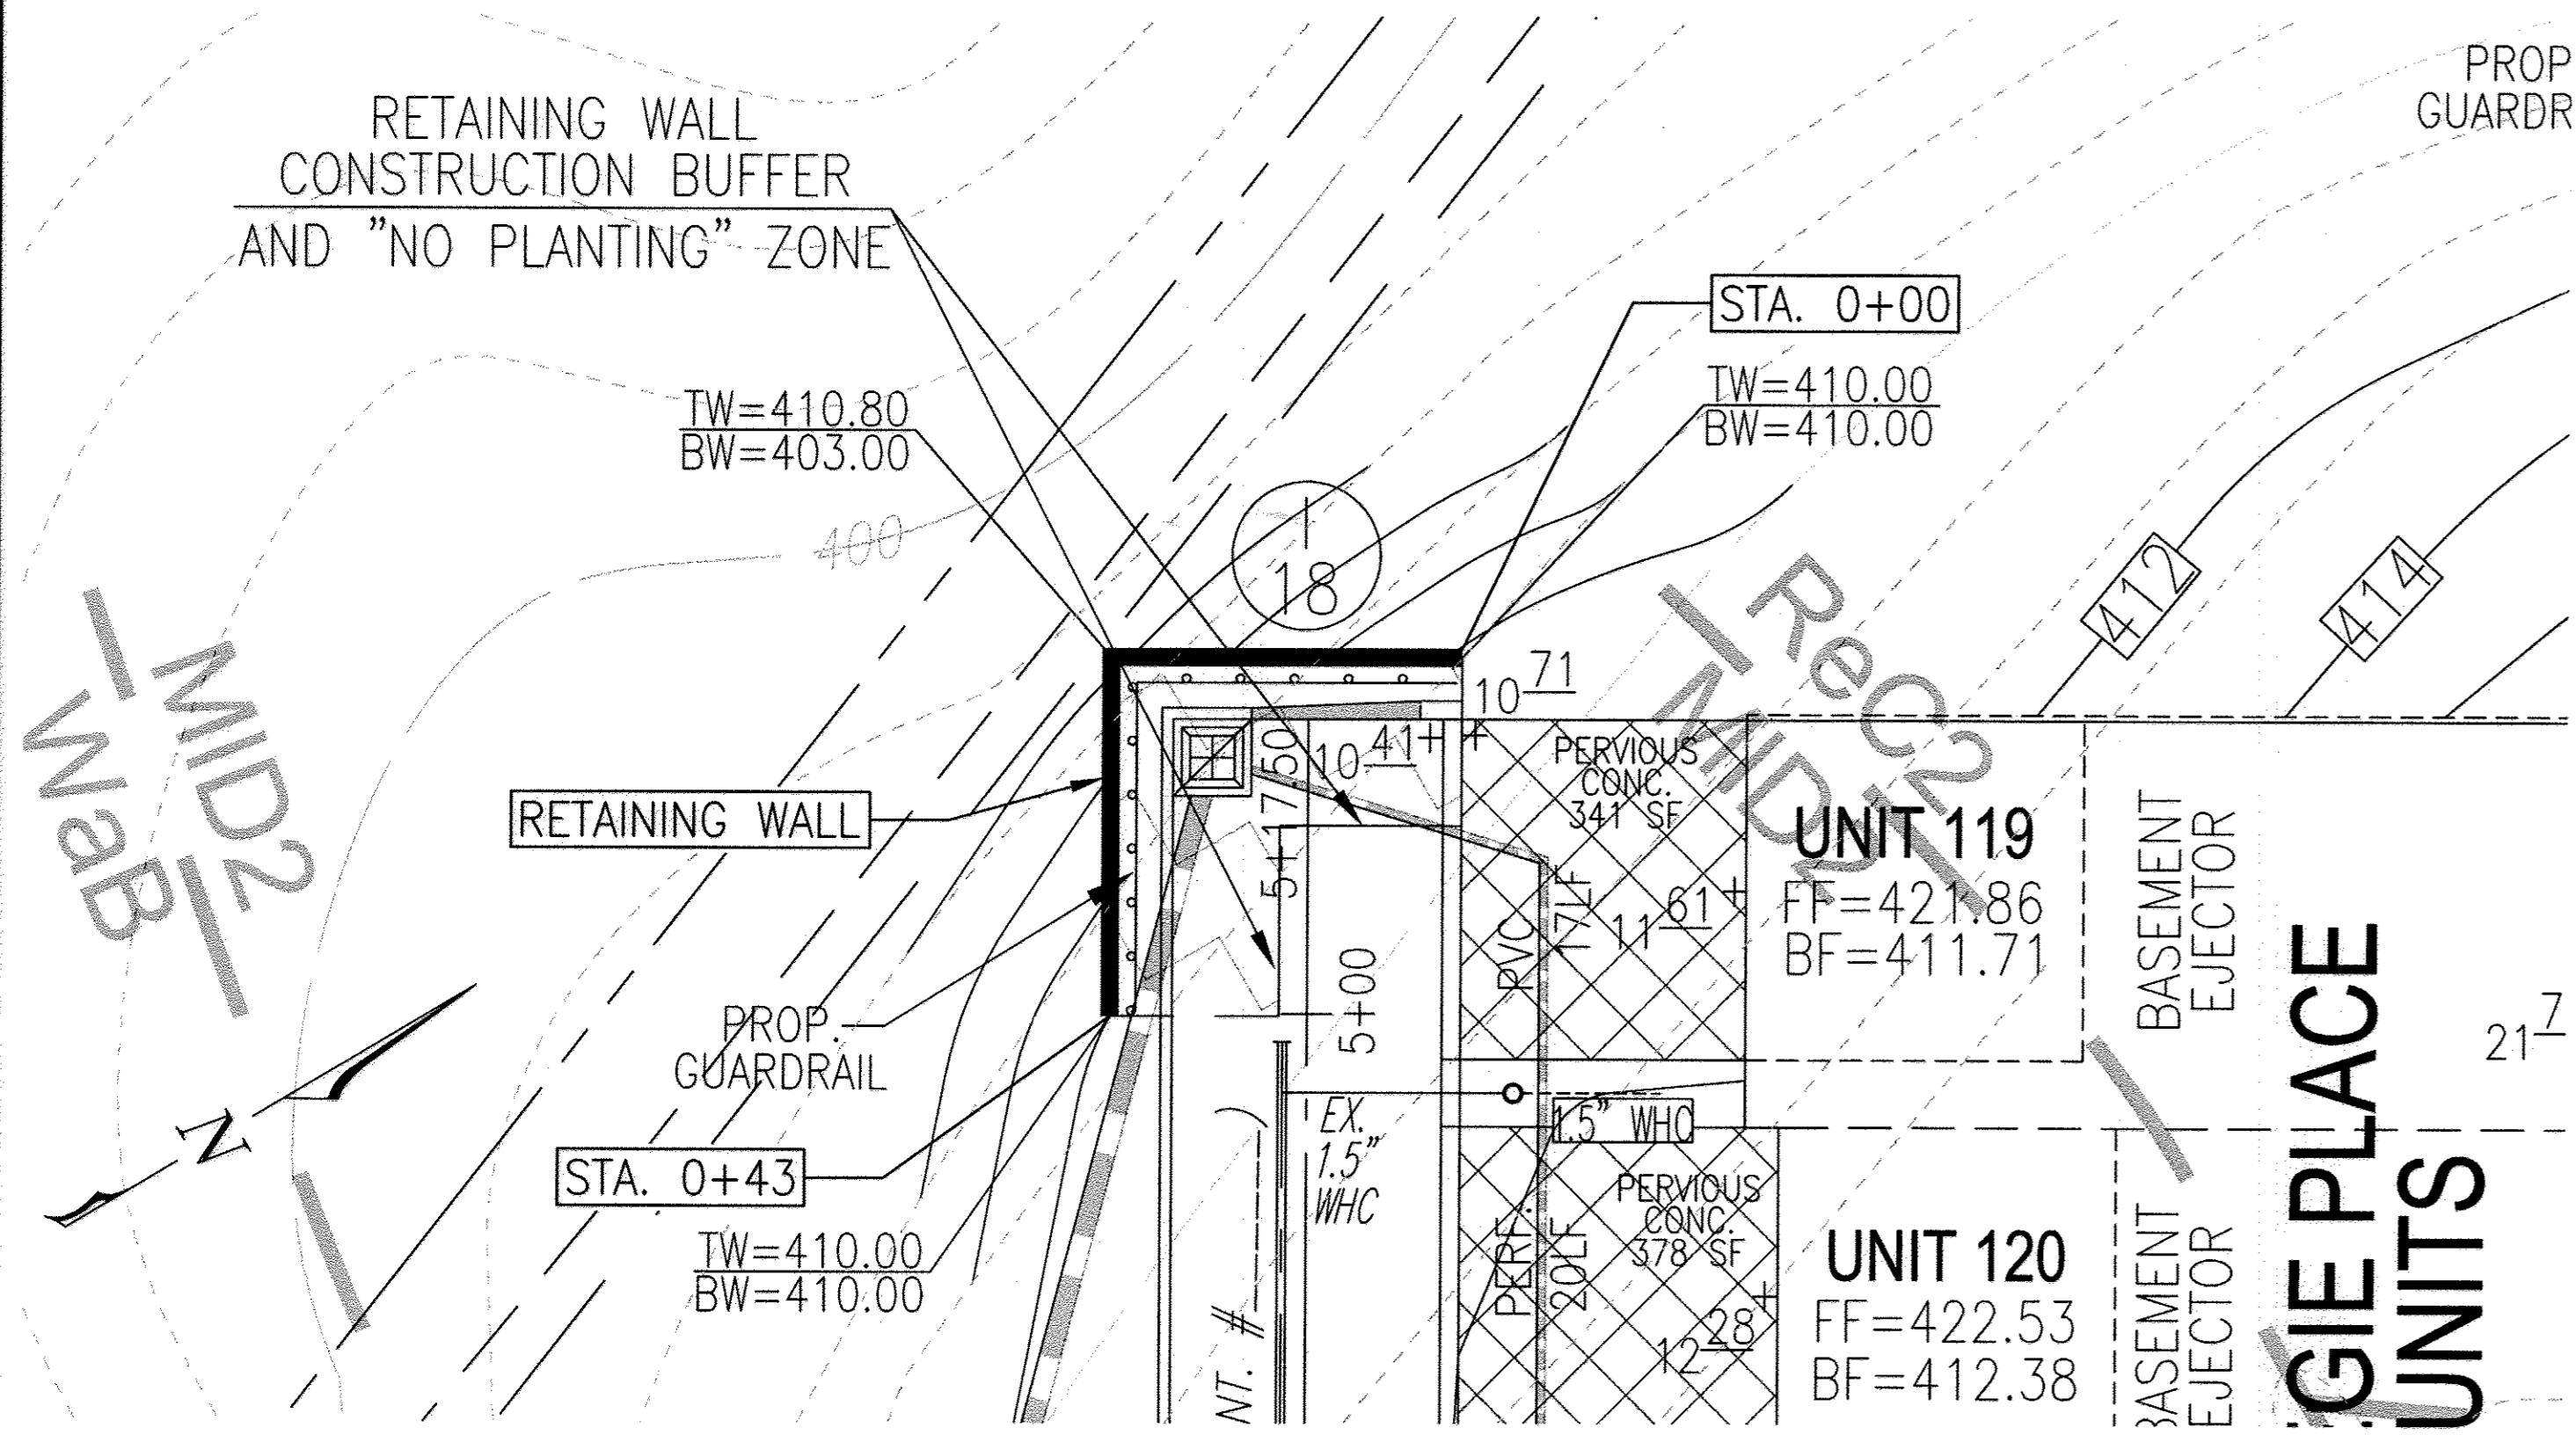 PROP
GUARDR
RETAINING WALL
CONSTRUCTION BUFFER
AND "NO PLANTING" ZONE
STA. 0+00
TW=410.80
BW=403.00
TW=410.00
BW=410.00
400
1
18
412
414
ReC2
MID2
MID2
WaB
10 71
10 41
5+17.50
PERVIOUS
CONC.
341 SF
UNIT 119
FF=421.86
BF=411.71
BASEMENT
EJECTOR
RETAINING WALL
PVC
17LF
11 61
5+00
PROP.
GUARDRAIL
21 7
N
EX.
1.5"
WHC
1.5" WHC
STA. 0+43
TW=410.00
BW=410.00
PERF.
20LF
PERVIOUS
CONC.
378 SF
12 28
UNIT 120
FF=422.53
BF=412.38
BASEMENT
EJECTOR
GIE PLACE
UNITS
NT. #